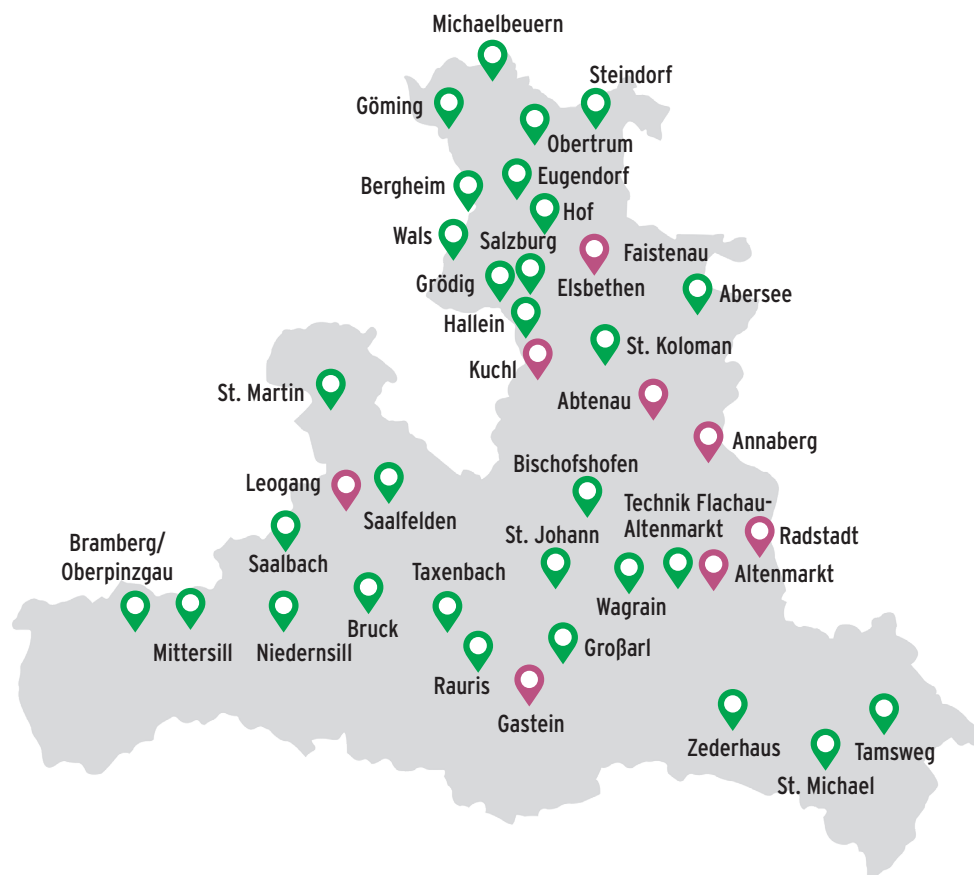 Michaelbeuern
Steindorf
Göming
Obertrum
Eugendorf
Bergheim
Hof
Wals
Salzburg
Faistenau
Grödig
Elsbethen
Abersee
Hallein
St. Koloman
Kuchl
St. Martin
Abtenau
Annaberg
Bischofshofen
Leogang
Technik Flachau-
Altenmarkt
Saalfelden
St. Johann
Radstadt
Bramberg/
Oberpinzgau
Saalbach
Taxenbach
Altenmarkt
Wagrain
Bruck
Mittersill
Niedernsill
Großarl
Rauris
Gastein
Zederhaus
Tamsweg
St. Michael